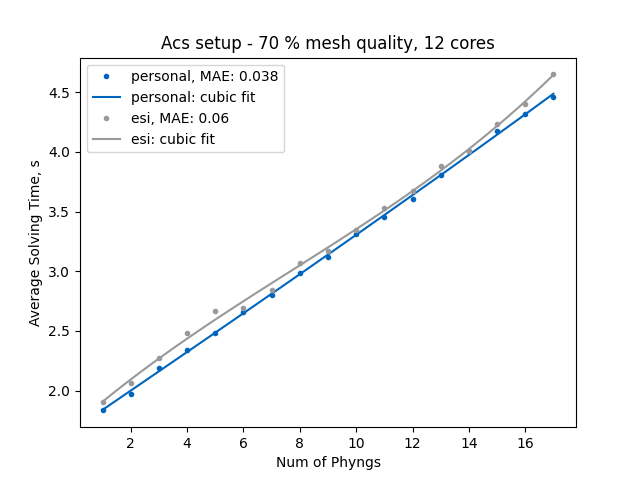 Acs setup - 70 % mesh quality, 12 cores
personal, MAE: 0.038
personal: cubic fit
esi, MAE: 0.06
esi: cubic fit
Average Solving Time, s
4.5
4.0
3.5
3.0
2.5
2.0
2 4 6 8 10 12 14 16
Num of Phyngs